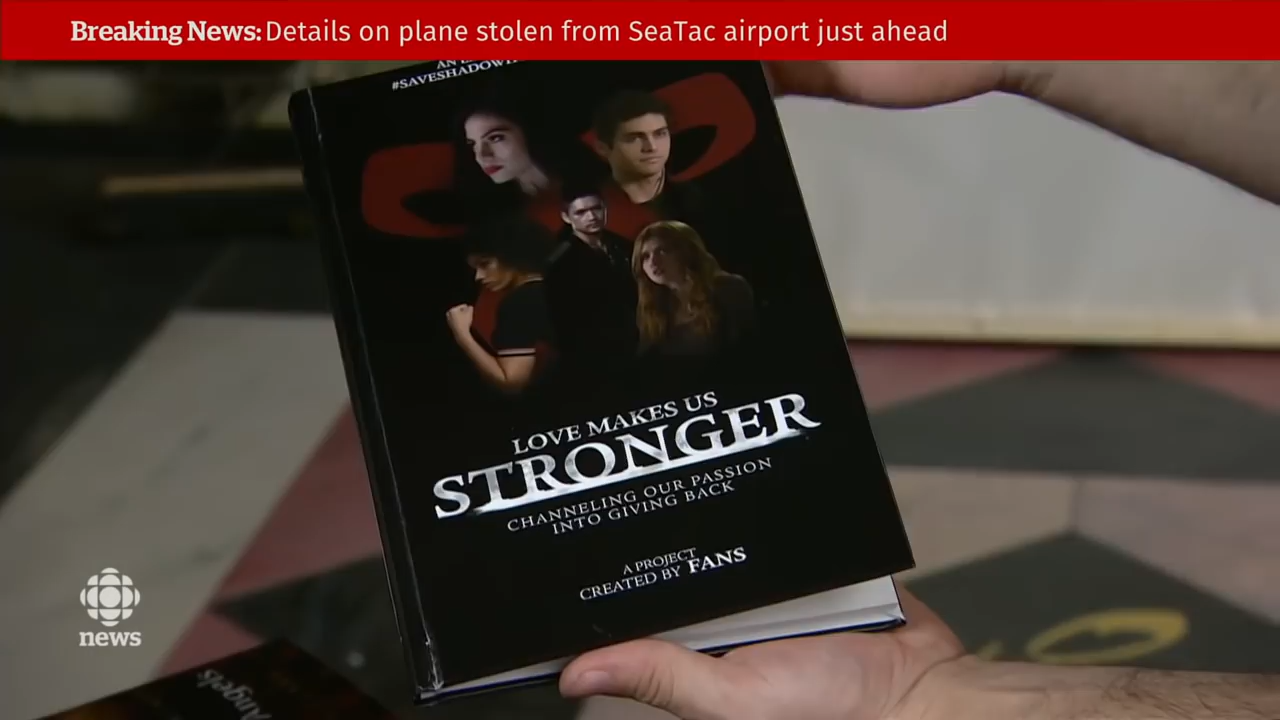 Breaking News: Details on plane stolen from SeaTac airport just ahead
LOVE MAKES US
STRONGER
CHANNELING OUR PASSION
INTO GIVING BACK
A PROJECT
CREATED BY FANS
news
Angels